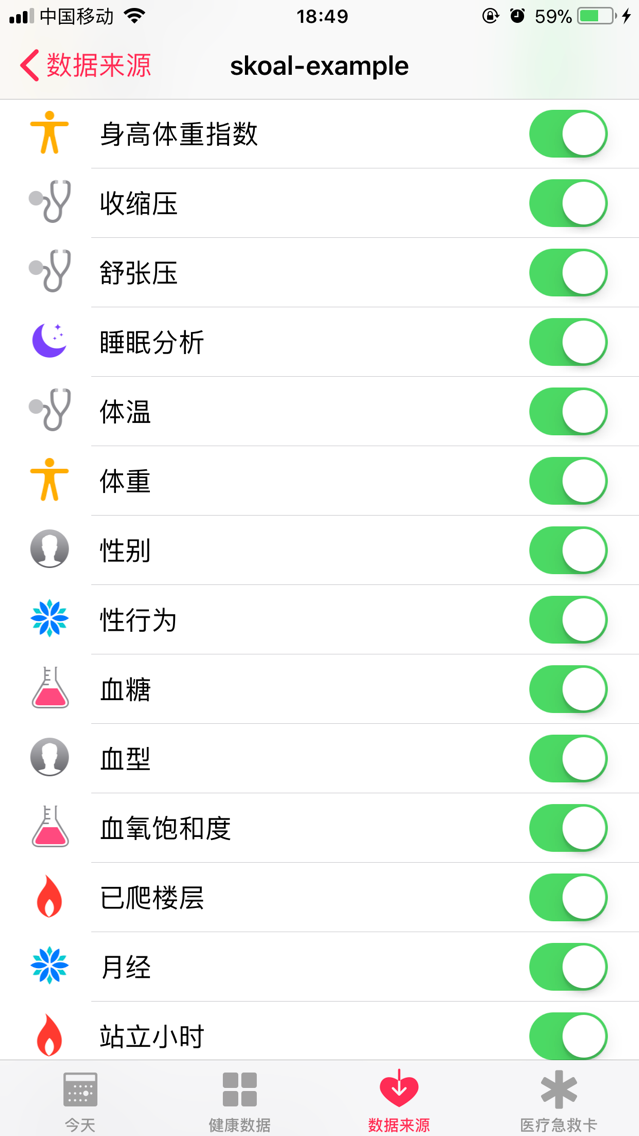 中国移动 18:49 59%
数据来源 skoal-example
身高体重指数
收缩压
舒张压
睡眠分析
体温
体重
性别
性行为
血糖
血型
血氧饱和度
已爬楼层
月经
站立小时
今天 健康数据 数据来源 医疗急救卡